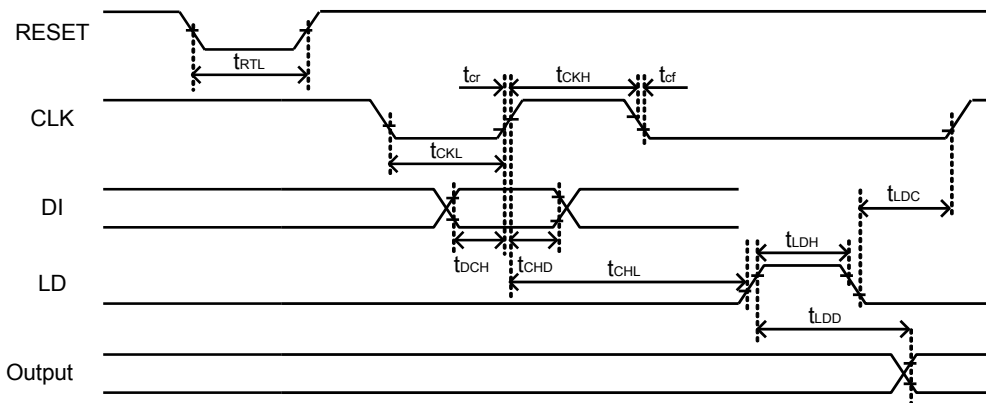 RESET
tRTL
tcr
tCKH
tcf
CLK
tCKL
DI
tLDC
tDCH
tCHD
tCHL
tLDH
LD
tLDD
Output